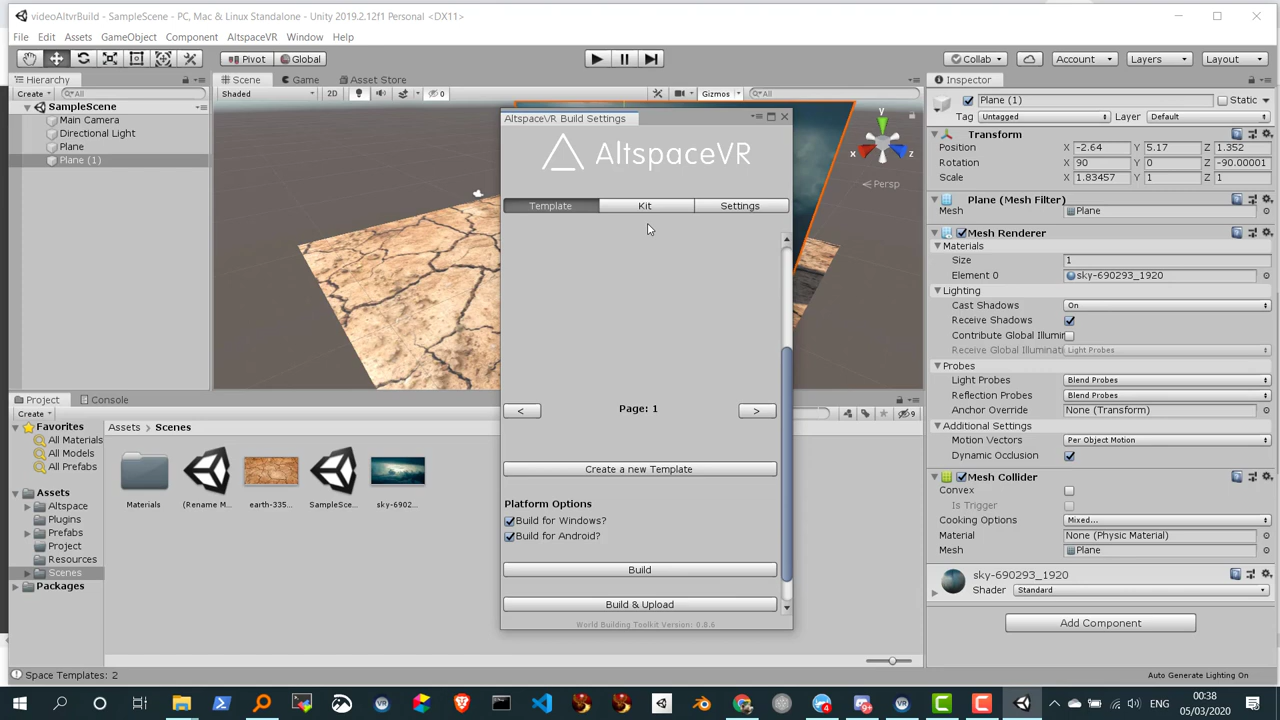 videoAltvrBuild - SampleScene - PC, Mac & Linux Standalone - Unity 2019.2.12f1 Personal <DX11>
File Edit Assets GameObject Component AltspaceVR Window Help
Pivot Global Collab Account Layers Layout
Hierarchy Scene Game Asset Store Inspector
Create All Shaded 2D 0 Gizmos All
SampleScene
Main Camera
Directional Light
Plane
Plane (1)
Persp
AltspaceVR Build Settings
AltspaceVR
Template Kit Settings
< Page: 1 >
Create a new Template
Platform Options
Build for Windows?
Build for Android?
Build
Build & Upload
World Building Toolkit Version: 0.8.6
Plane (1) Static
Tag Untagged Layer Default
Transform
Position X -2.64 Y 5.17 Z 1.352
Rotation X 90 Y 0 Z -90.00001
Scale X 1.83457 Y 1 Z 1
Plane (Mesh Filter)
Mesh Plane
Mesh Renderer
Materials
Size 1
Element 0 sky-690293_1920
Lighting
Cast Shadows On
Receive Shadows
Contribute Global Illumin
Receive Global Illuminati Light Probes
Probes
Light Probes Blend Probes
Reflection Probes Blend Probes
Anchor Override None (Transform)
Additional Settings
Motion Vectors Per Object Motion
Dynamic Occlusion
Mesh Collider
Convex
Is Trigger
Cooking Options Mixed...
Material None (Physic Material)
Mesh Plane
sky-690293_1920
Shader Standard
Add Component
Project Console
Create 9
Favorites
All Materials
All Models
All Prefabs
Assets
Altspace
Plugins
Prefabs
Project
Resources
Scenes
Packages
Assets > Scenes
Materials (Rename M... earth-335... SampleSce... sky-6902...
Space Templates: 2
Auto Generate Lighting On
ENG
00:38
05/03/2020